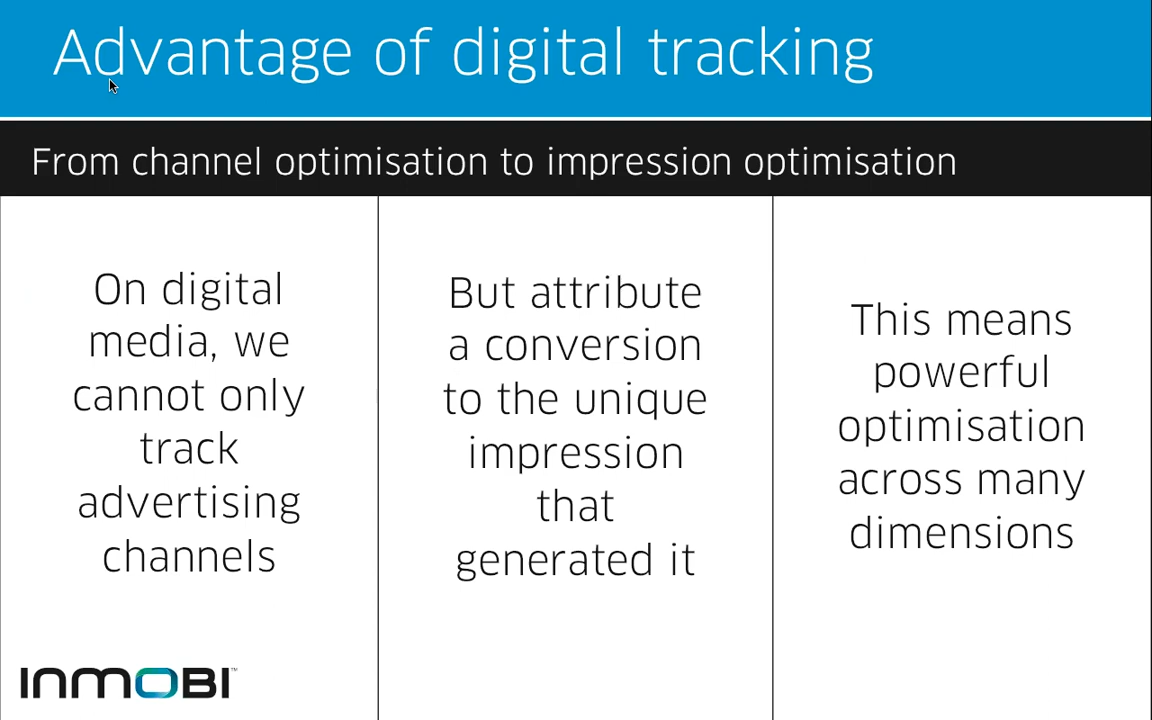 Advantage of digital tracking
From channel optimisation to impression optimisation
On digital
media, we
cannot only
track
advertising
channels
But attribute
a conversion
to the unique
impression
that
generated it
This means
powerful
optimisation
across many
dimensions
INMOBI™